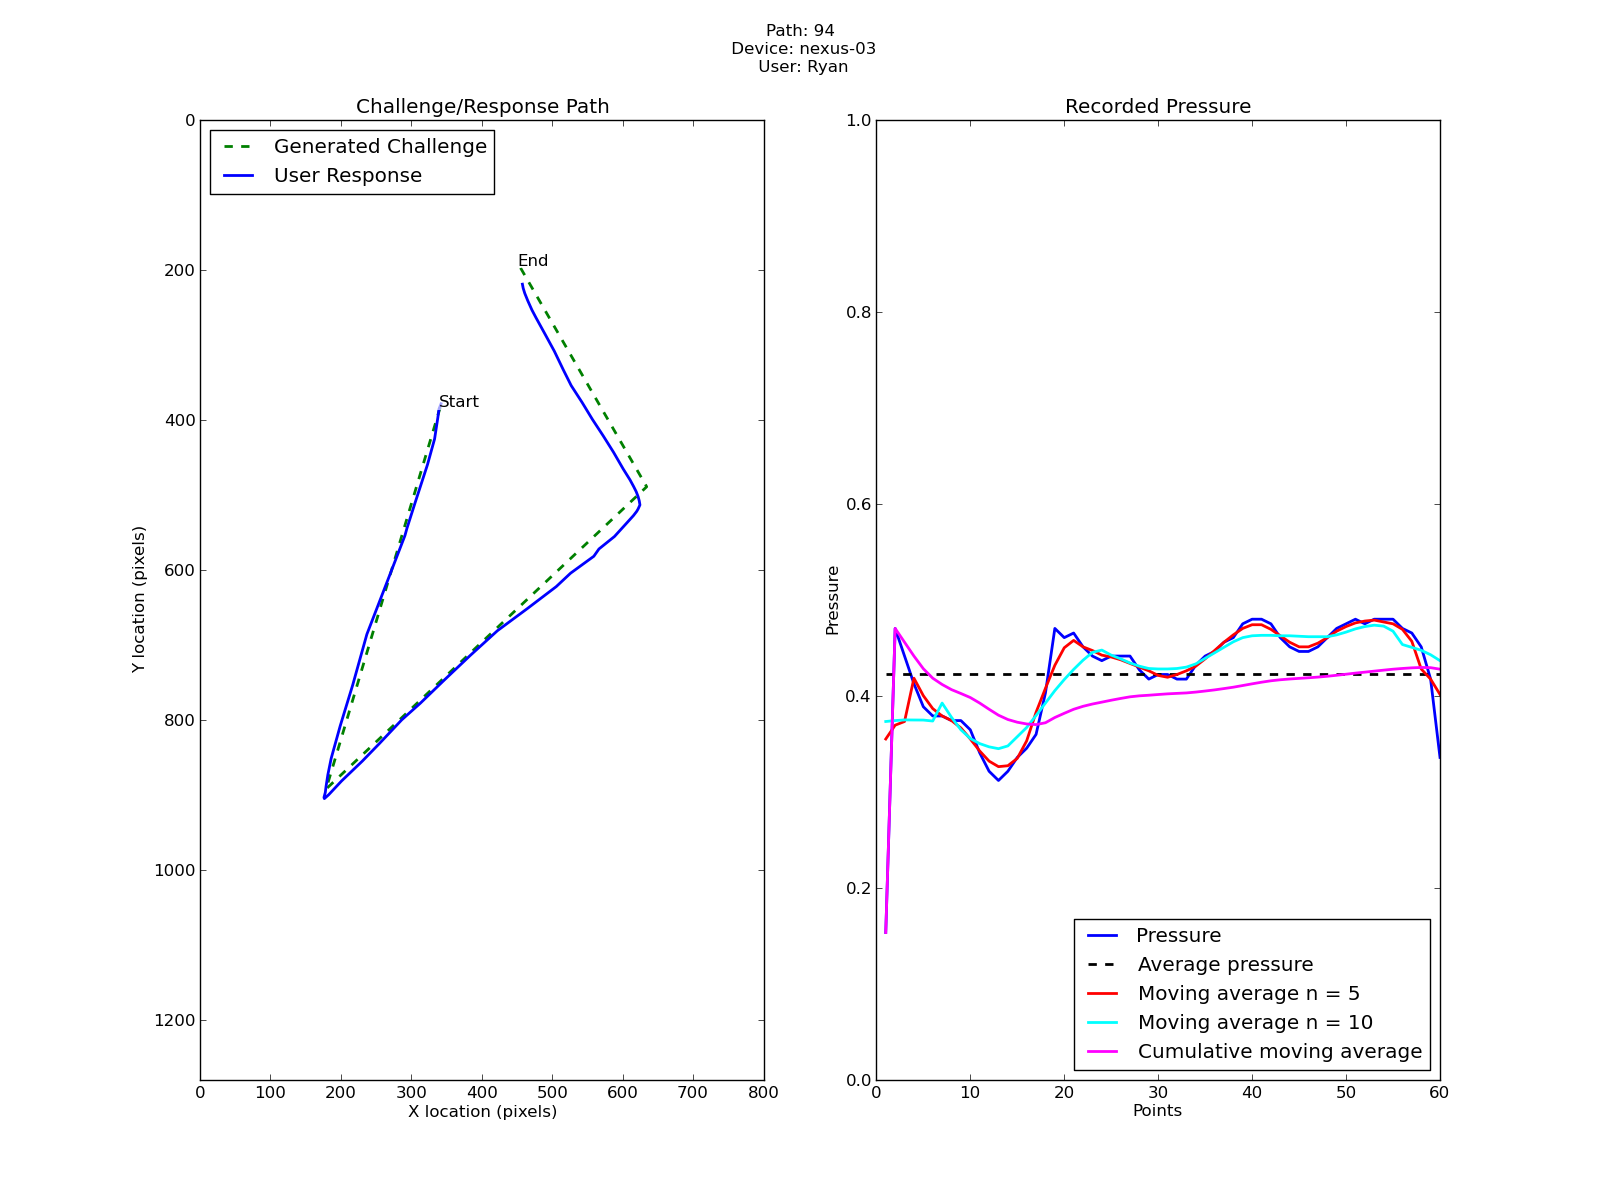 Path: 94
Device: nexus-03
User: Ryan
Challenge/Response Path
Generated Challenge
User Response
End
Start
0
200
400
600
800
1000
1200
Y location (pixels)
0 100 200 300 400 500 600 700 800
X location (pixels)
Recorded Pressure
1.0
0.8
0.6
0.4
0.2
0.0
Pressure
Pressure
Average pressure
Moving average n = 5
Moving average n = 10
Cumulative moving average
0 10 20 30 40 50 60
Points